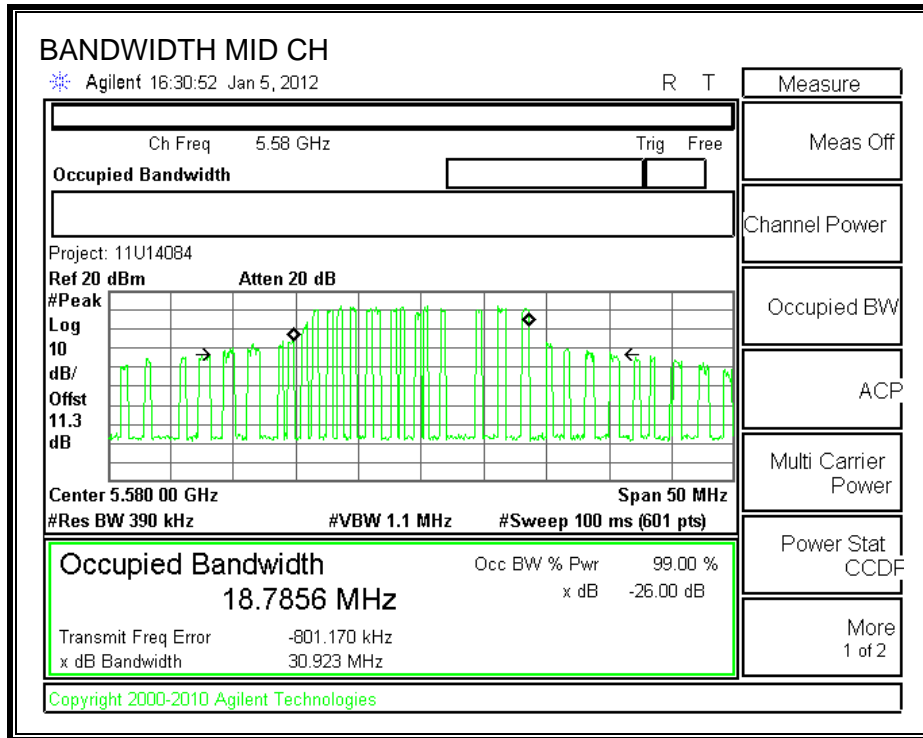 BANDWIDTH MID CH
Agilent 16:30:52 Jan 5, 2012 R T
Measure
Ch Freq 5.58 GHz Trig Free
Meas Off
Occupied Bandwidth
Channel Power
Project: 11U14084
Ref 20 dBm Atten 20 dB
#Peak
Log
10
dB/
Offst
11.3
dB
Occupied BW
ACP
Multi Carrier
Power
Center 5.580 00 GHz Span 50 MHz
#Res BW 390 kHz #VBW 1.1 MHz #Sweep 100 ms (601 pts)
Power Stat
CCDF
Occupied Bandwidth Occ BW % Pwr 99.00 %
18.7856 MHz x dB -26.00 dB
Transmit Freq Error -801.170 kHz
x dB Bandwidth 30.923 MHz
More
1 of 2
Copyright 2000-2010 Agilent Technologies